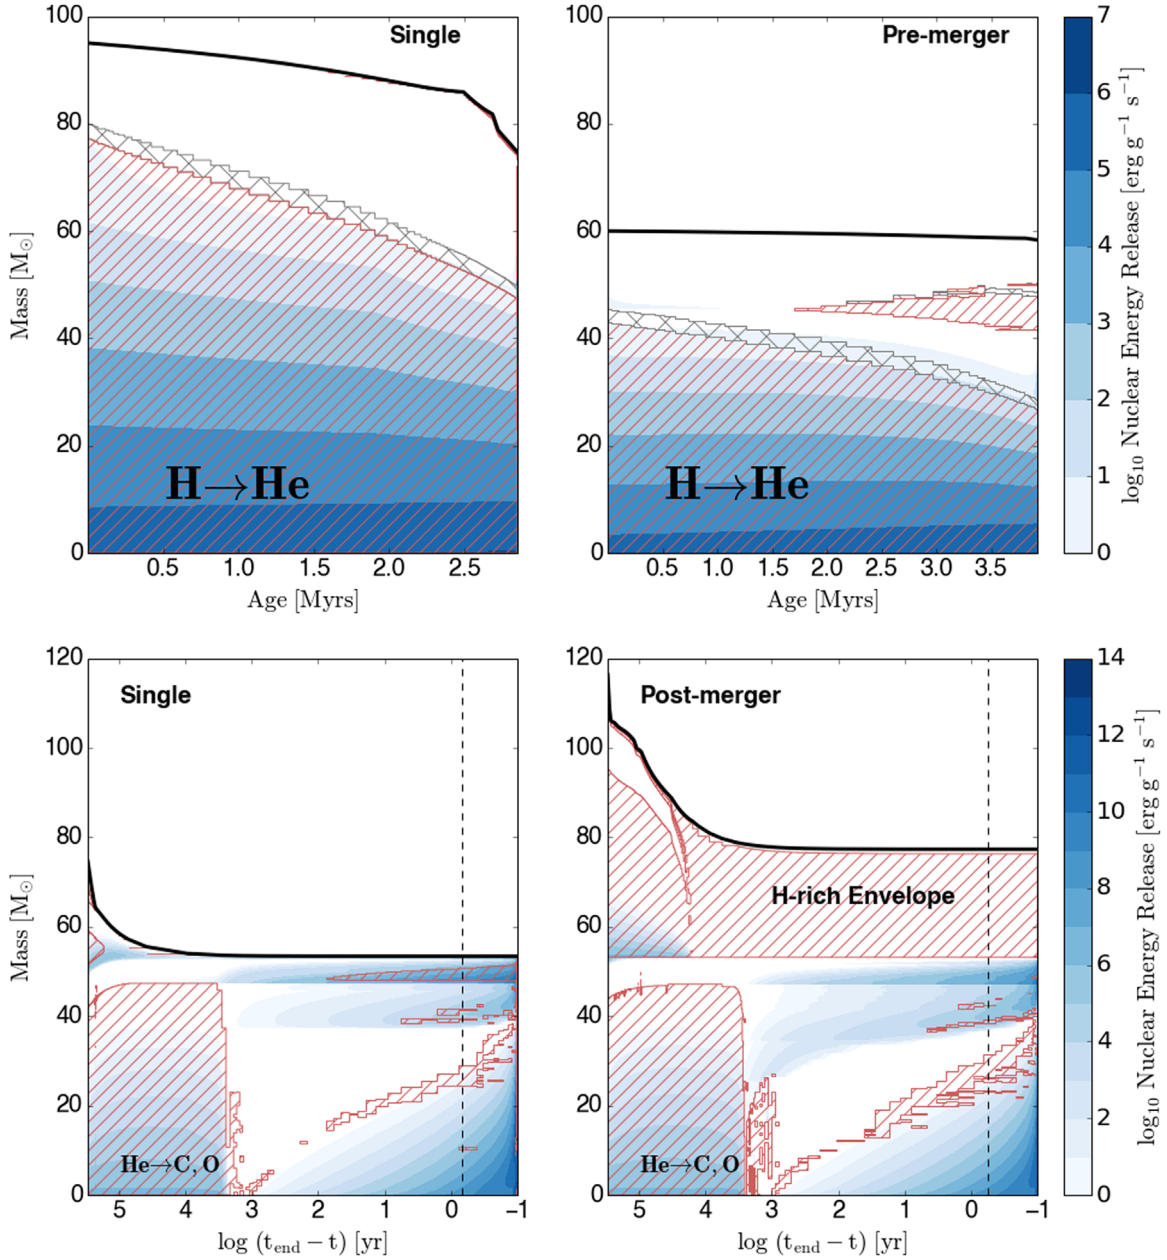 Single
Pre-merger
100
80
60
40
20
0
Mass [M⊙]
H→He
0.5 1.0 1.5 2.0 2.5
Age [Myrs]
100
80
60
40
20
0
H→He
0.5 1.0 1.5 2.0 2.5 3.0 3.5
Age [Myrs]
7
6
5
4
3
2
1
0
log₁₀ Nuclear Energy Release [erg g⁻¹ s⁻¹]
Single
120
100
80
60
40
20
0
Mass [M⊙]
He→C, O
5 4 3 2 1 0 −1
log (t_end − t) [yr]
Post-merger
120
100
80
60
40
20
0
H-rich Envelope
He→C, O
5 4 3 2 1 0 −1
log (t_end − t) [yr]
14
12
10
8
6
4
2
0
log₁₀ Nuclear Energy Release [erg g⁻¹ s⁻¹]